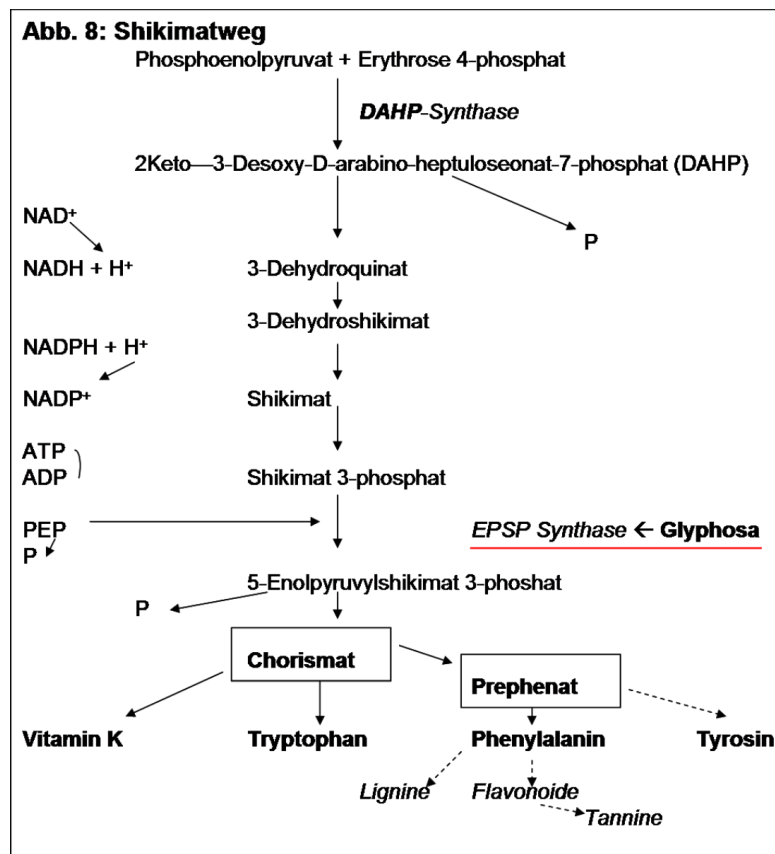 Abb. 8: Shikimatweg
Phosphoenolpyruvat + Erythrose 4-phosphat
DAHP-Synthase
2Keto—3-Desoxy-D-arabino-heptuloseonat-7-phosphat (DAHP)
NAD⁺
P
NADH + H⁺ 3-Dehydroquinat
3-Dehydroshikimat
NADPH + H⁺
NADP⁺ Shikimat
ATP
ADP Shikimat 3-phosphat
PEP EPSP Synthase ← Glyphosa
P
5-Enolpyruvylshikimat 3-phoshat
P
Chorismat
Prephenat
Vitamin K Tryptophan Phenylalanin Tyrosin
Lignine Flavonoide
Tannine